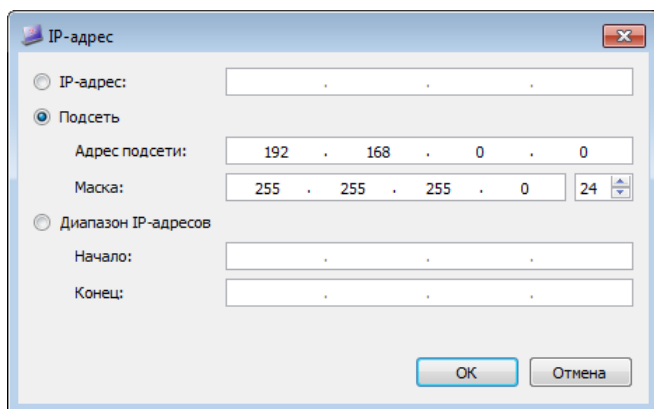 IP-адрес
IP-адрес: . . .
Подсеть
Адрес подсети: 192 . 168 . 0 . 0
Маска: 255 . 255 . 255 . 0 24
Диапазон IP-адресов
Начало: . . .
Конец: . . .
OK Отмена